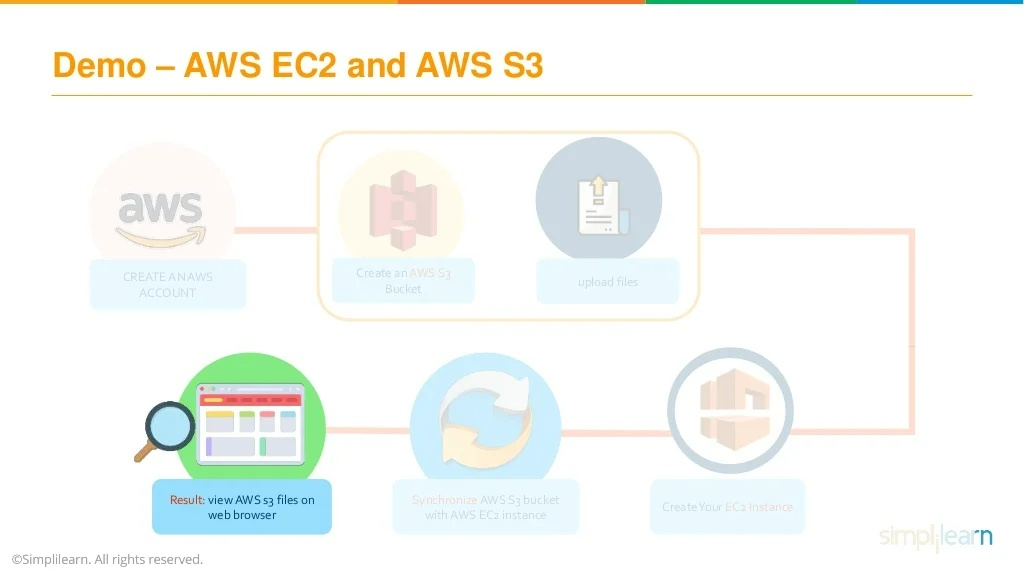 Demo – AWS EC2 and AWS S3
aws
CREATE AN AWS
ACCOUNT
Create an AWS S3
Bucket
upload files
Result: view AWS s3 files on
web browser
Synchronize AWS S3 bucket
with AWS EC2 instance
Create Your EC2 Instance
simplilearn
©Simplilearn. All rights reserved.